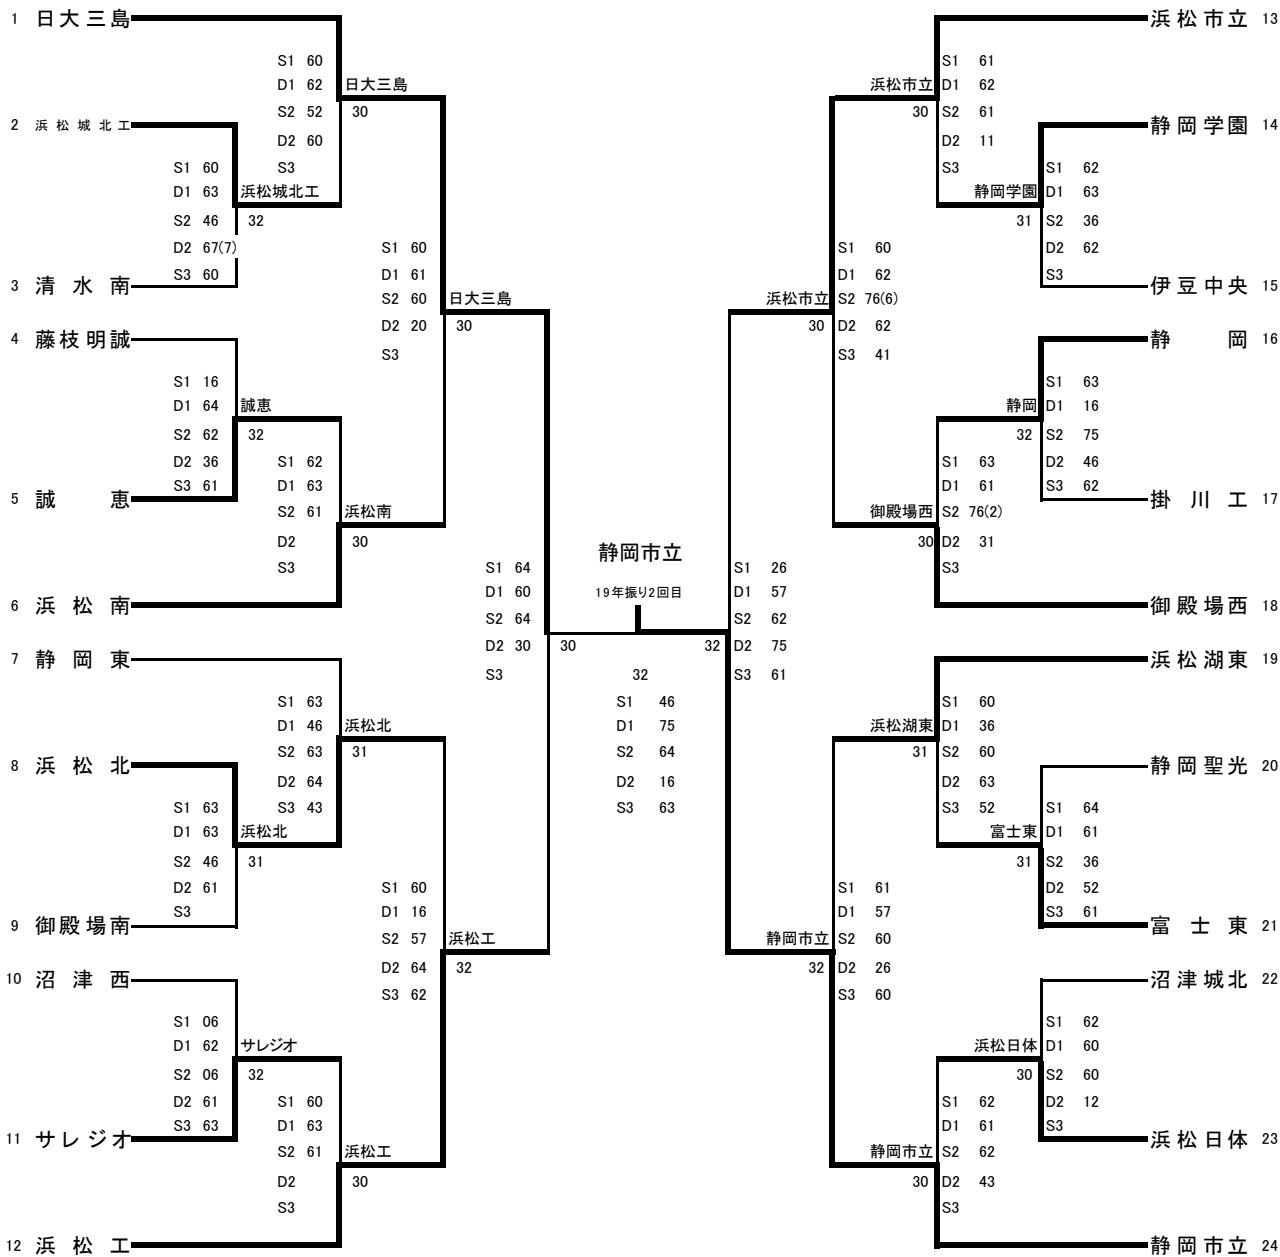 1 日大三島
S1 60
D1 62
S2 52
D2 60
S3
日大三島
30
2 浜松城北工
S1 60
D1 63
S2 46
D2 67(7)
S3 60
浜松城北工
32
3 清水南
S1 60
D1 61
S2 60
D2 20
S3
日大三島
30
4 藤枝明誠
S1 16
D1 64
S2 62
D2 36
S3 61
誠恵
32
5 誠恵
S1 62
D1 63
S2 61
D2
S3
浜松南
30
6 浜松南
S1 64
D1 60
S2 64
D2 30
S3
30
7 静岡東
S1 63
D1 46
S2 63
D2 64
S3 43
浜松北
31
8 浜松北
S1 63
D1 63
S2 46
D2 61
S3
浜松北
31
9 御殿場南
S1 60
D1 16
S2 57
D2 64
S3 62
浜松工
32
10 沼津西
S1 06
D1 62
S2 06
D2 61
S3 63
サレジオ
32
11 サレジオ
S1 60
D1 63
S2 61
D2
S3
浜松工
30
12 浜松工
静岡市立
19年振り2回目
32
S1 46
D1 75
S2 64
D2 16
S3 63
浜松市立 13
浜松市立
30
S1 61
D1 62
S2 61
D2 11
S3
静岡学園 14
静岡学園
31
S1 62
D1 63
S2 36
D2 62
S3
伊豆中央 15
浜松市立
30
S1 60
D1 62
S2 76(6)
D2 62
S3 41
静岡 16
静岡
32
S1 63
D1 16
S2 75
D2 46
S3 62
掛川工 17
御殿場西
30
S1 63
D1 61
S2 76(2)
D2 31
S3
御殿場西 18
32
S1 26
D1 57
S2 62
D2 75
S3 61
浜松湖東 19
浜松湖東
31
S1 60
D1 36
S2 60
D2 63
S3 52
静岡聖光 20
富士東
31
S1 64
D1 61
S2 36
D2 52
S3 61
富士東 21
静岡市立
32
S1 61
D1 57
S2 60
D2 26
S3 60
沼津城北 22
浜松日体
30
S1 62
D1 60
S2 60
D2 12
S3
浜松日体 23
静岡市立
30
S1 62
D1 61
S2 62
D2 43
S3
静岡市立 24